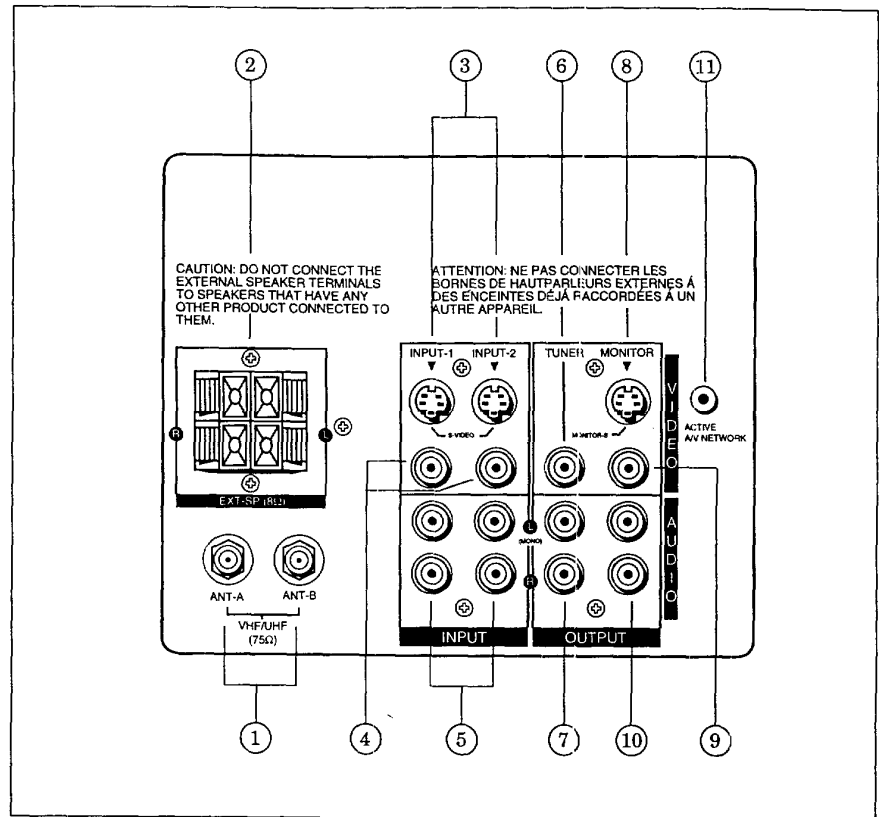 2 3 6 8 11
CAUTION: DO NOT CONNECT THE
EXTERNAL SPEAKER TERMINALS
TO SPEAKERS THAT HAVE ANY
OTHER PRODUCT CONNECTED TO
THEM.
ATTENTION: NE PAS CONNECTER LES
BORNES DE HAUTPARLEURS EXTERNES Á
DES ENCEINTES DÉJÁ RACCORDÉES Á UN
AUTRE APPAREIL.
INPUT-1 INPUT-2 TUNER MONITOR
S-VIDEO MONITOR-S
VIDEO
ACTIVE
A/V NETWORK
R L
EXT-SP (8Ω)
L
(MONO)
R
AUDIO
ANT-A ANT-B
VHF/UHF
(75Ω)
INPUT OUTPUT
1 4 5 7 10 9